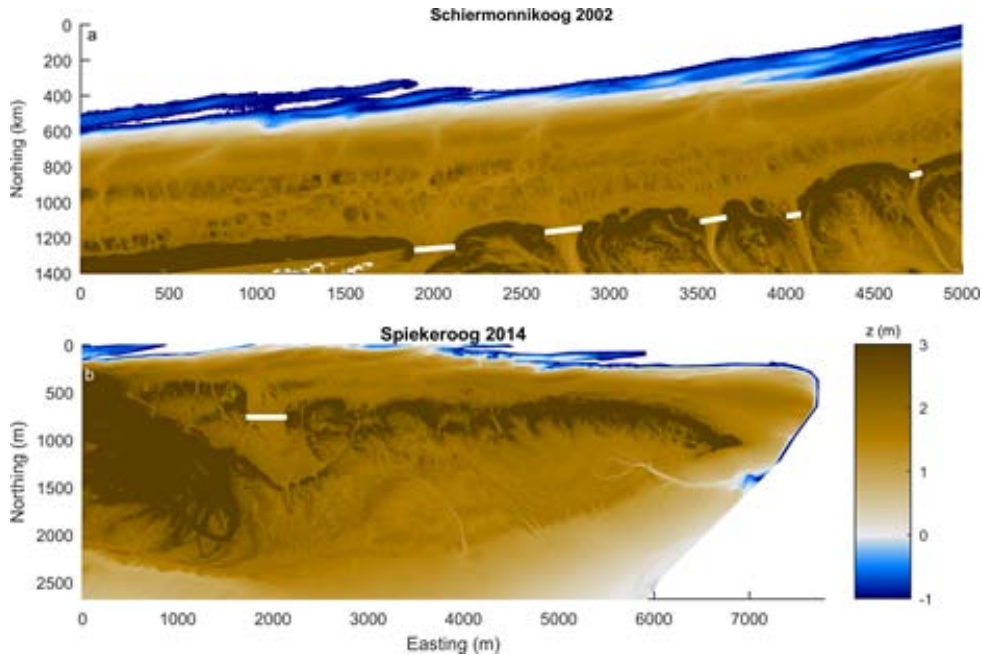 Schiermonnikoog 2002
a
0
200
400
600
800
1000
1200
1400
Norhing (km)
0 500 1000 1500 2000 2500 3000 3500 4000 4500 5000
Spiekeroog 2014
b
0
500
1000
1500
2000
2500
Northing (m)
0 1000 2000 3000 4000 5000 6000 7000
Easting (m)
z (m)
3
2
1
0
-1